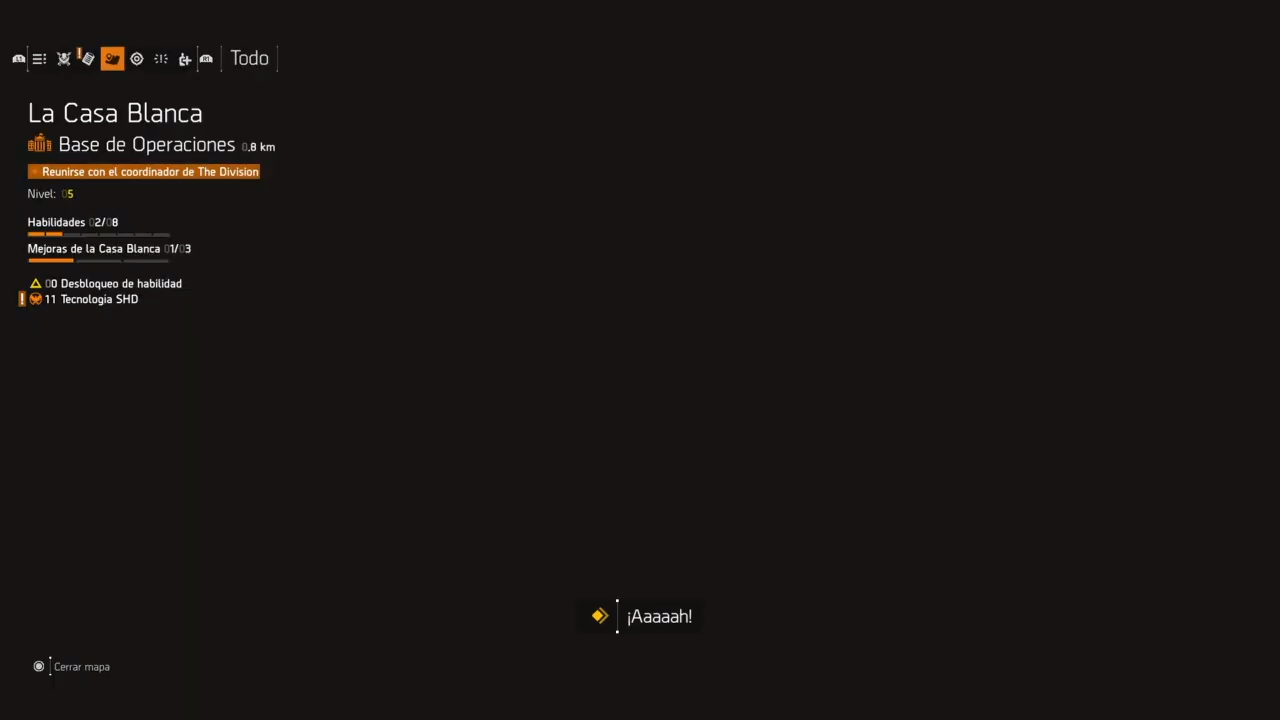 Todo
La Casa Blanca
Base de Operaciones 0,8 km
Reunirse con el coordinador de The Division
Nivel: 05
Habilidades 02/08
Mejoras de la Casa Blanca 01/03
00 Desbloqueo de habilidad
! 11 Tecnología SHD
¡Aaaaah!
Cerrar mapa